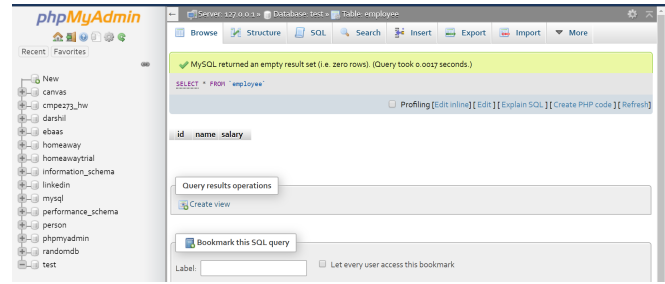 phpMyAdmin
Recent Favorites
New
canvas
cmpe273_hw
darshil
ebaas
homeaway
homeawaytrial
information_schema
linkedin
mysql
performance_schema
person
phpmyadmin
randomdb
test
Server: 127.0.0.1 » Database: test » Table: employee
Browse Structure SQL Search Insert Export Import More
MySQL returned an empty result set (i.e. zero rows). (Query took 0.0017 seconds.)
SELECT * FROM `employee`
Profiling [Edit inline] [ Edit ] [ Explain SQL ] [ Create PHP code ] [ Refresh]
id name salary
Query results operations
Create view
Bookmark this SQL query
Label: Let every user access this bookmark